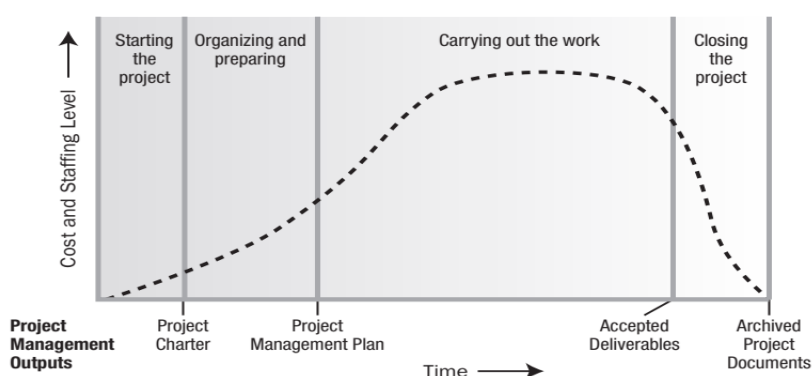 Starting
the
project
Organizing and
preparing
Carrying out the work
Closing
the
project
Cost and Staffing Level
Project
Management
Outputs
Project
Charter
Project
Management Plan
Accepted
Deliverables
Archived
Project
Documents
Time